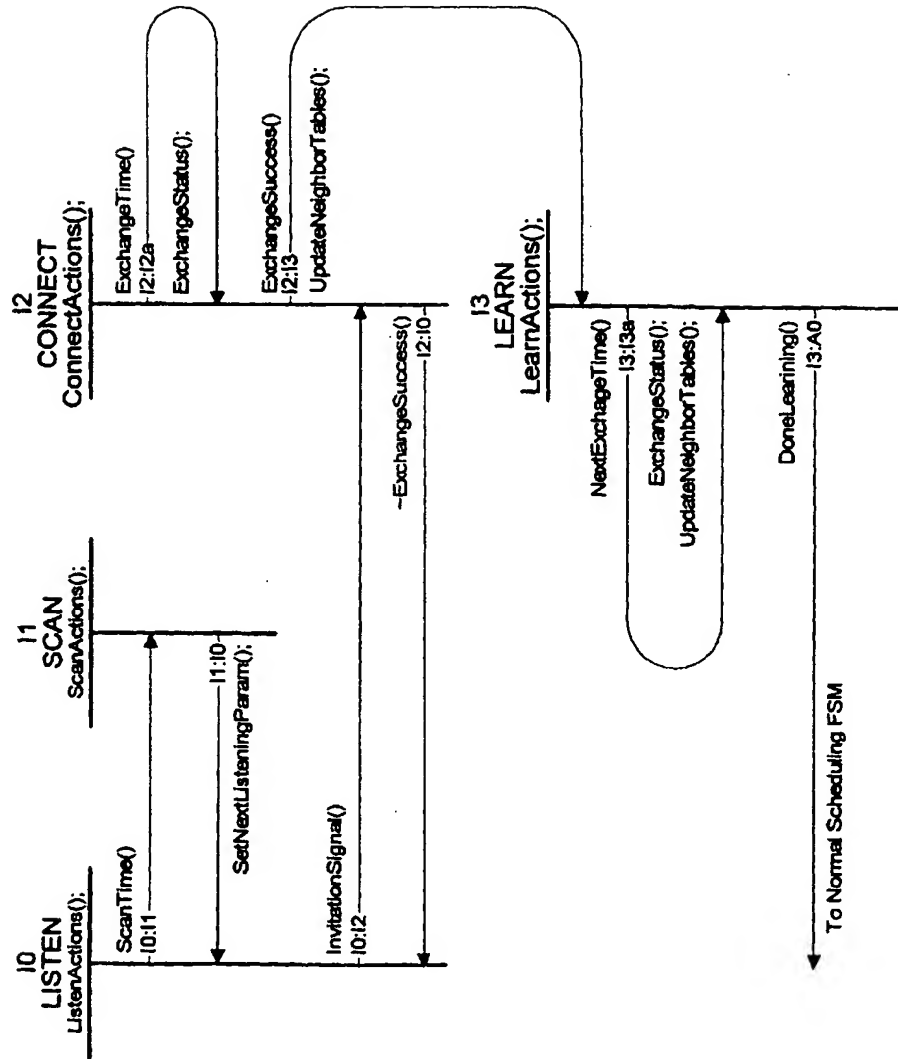 I0
LISTEN
ListenActions();
I1
SCAN
ScanActions();
I2
CONNECT
ConnectActions();
ScanTime()
I0:I1
I1:I0
SetNextListeningParam();
InvitationSignal()
I0:I2
~ExchangeSuccess()
I2:I0
ExchangeTime()
I2:I2a
ExchangeStatus();
ExchangeSuccess()
I2:I3
UpdateNeighborTables();
I3
LEARN
LearnActions();
NextExchageTime()
I3:I3a
ExchangeStatus();
UpdateNeighborTables();
DoneLearining()
I3:A0
To Normal Scheduling FSM